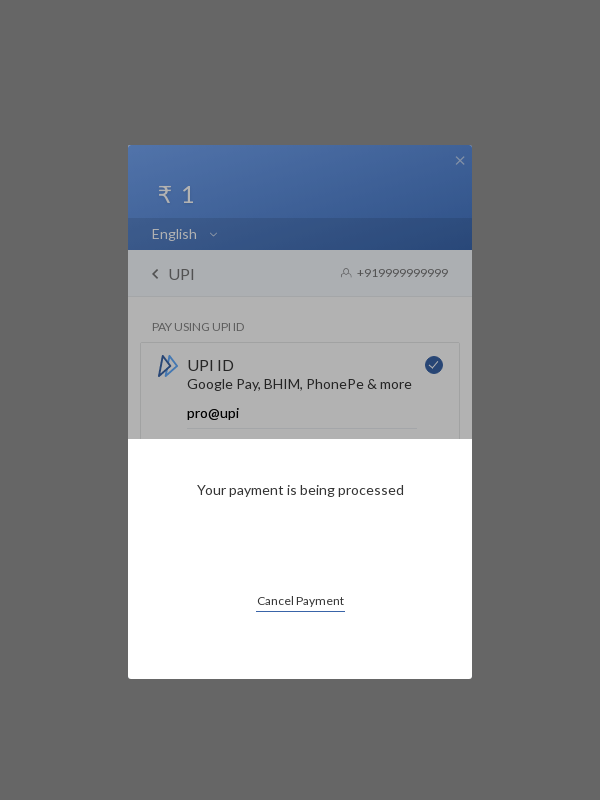 ₹ 1
English
UPI
+919999999999
PAY USING UPI ID
UPI ID
Google Pay, BHIM, PhonePe & more
pro@upi
Your payment is being processed
Cancel Payment